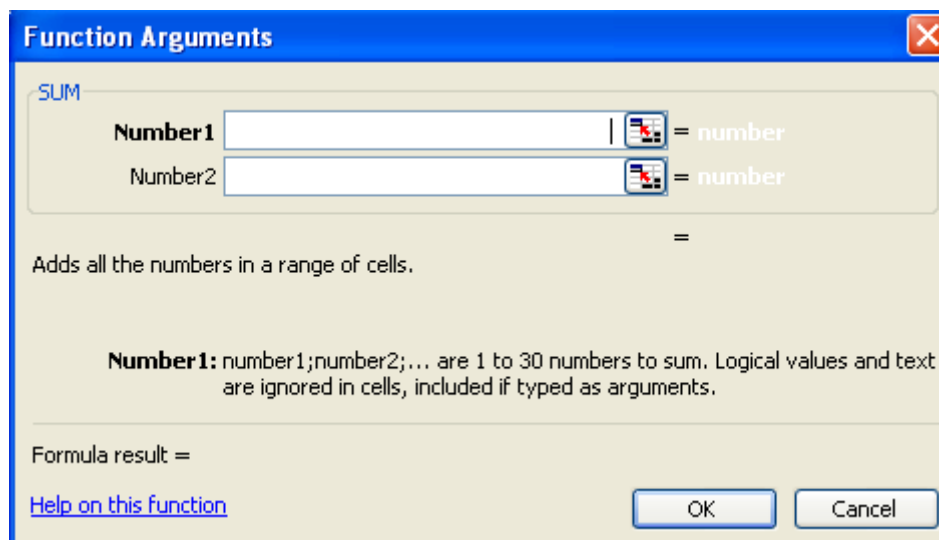 Function Arguments
SUM
Number1 = number
Number2 = number
=
Adds all the numbers in a range of cells.
Number1: number1;number2;... are 1 to 30 numbers to sum. Logical values and text
are ignored in cells, included if typed as arguments.
Formula result =
Help on this function OK Cancel